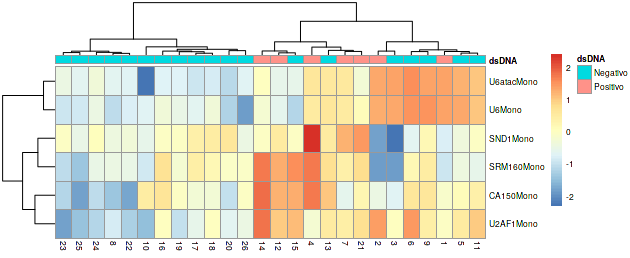 dsDNA
U6atacMono
U6Mono
SND1Mono
SRM160Mono
CA150Mono
U2AF1Mono
23 25 24 8 22 10 16 19 17 18 20 26 14 12 15 4 13 7 21 2 3 6 9 1 5 11
2
1
0
-1
-2
dsDNA
Negativo
Positivo